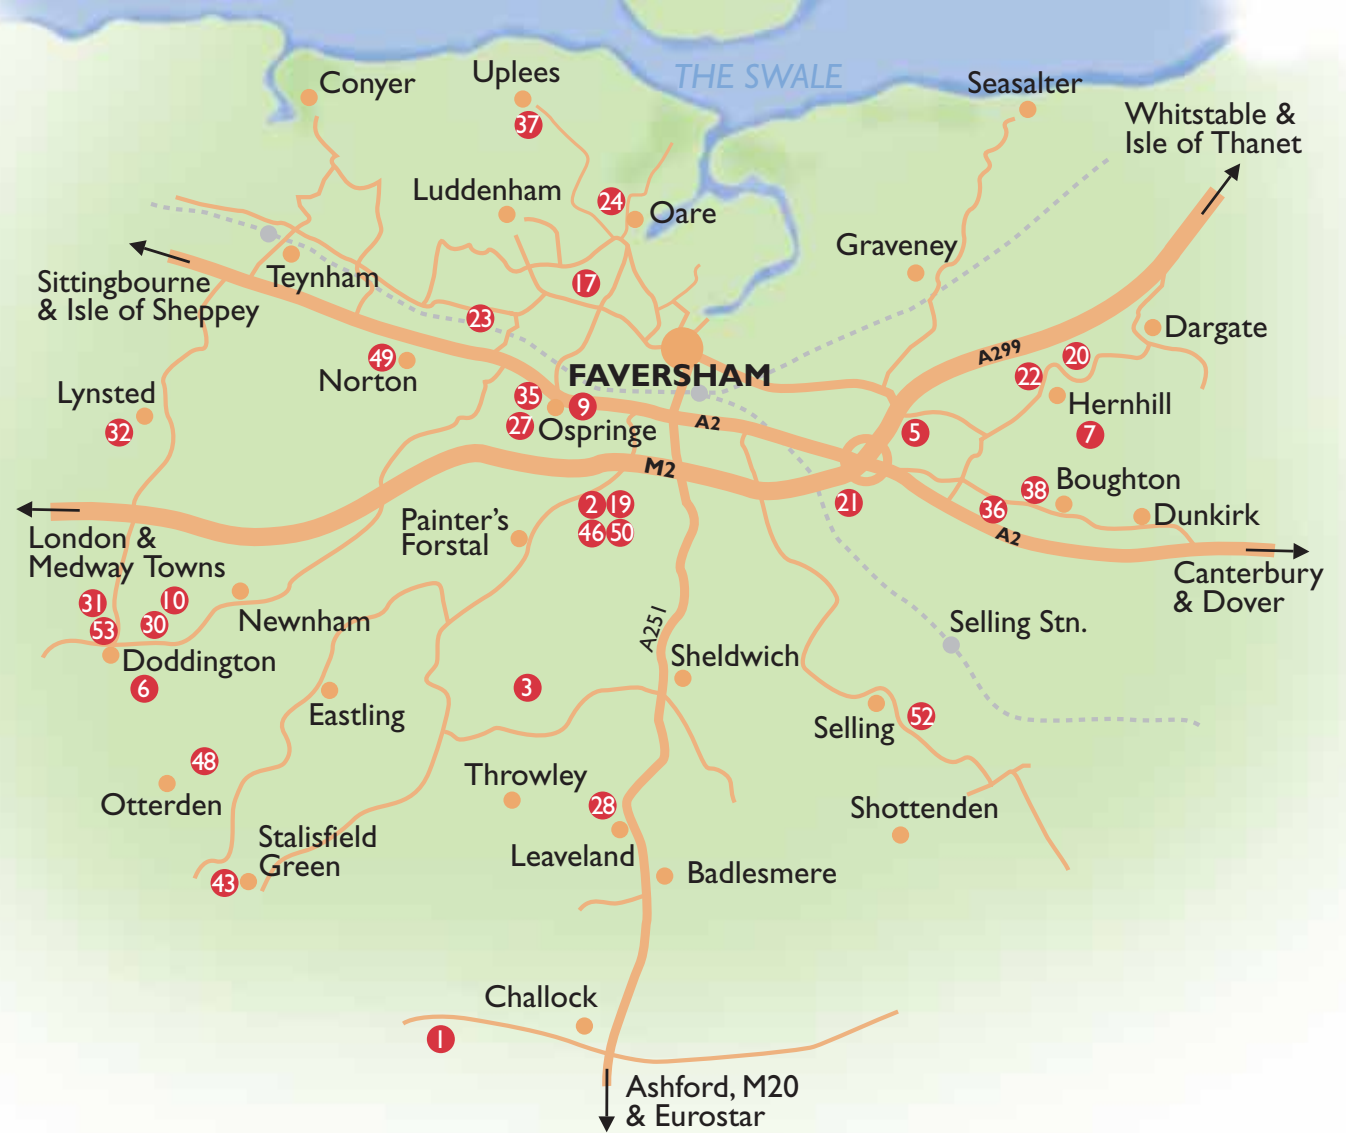 Uplees
THE SWALE
Conyer
Seasalter
Whitstable &
Isle of Thanet
37
Luddenham
24
Oare
Graveney
Teynham
Sittingbourne
& Isle of Sheppey
17
23
Dargate
A299
20
49
Norton
FAVERSHAM
22
Lynsted
35
9
Hernhill
32
27
Ospringe
A2
5
7
M2
Boughton
38
2
19
21
36
Dunkirk
Painter's
Forstal
46
50
A2
London &
Medway Towns
Canterbury
& Dover
31
10
53
30
Newnham
A251
Selling Stn.
Doddington
Sheldwich
6
3
Eastling
52
Selling
48
Throwley
Otterden
28
Shottenden
Stalisfield
Green
Leaveland
43
Badlesmere
Challock
1
Ashford, M20
& Eurostar